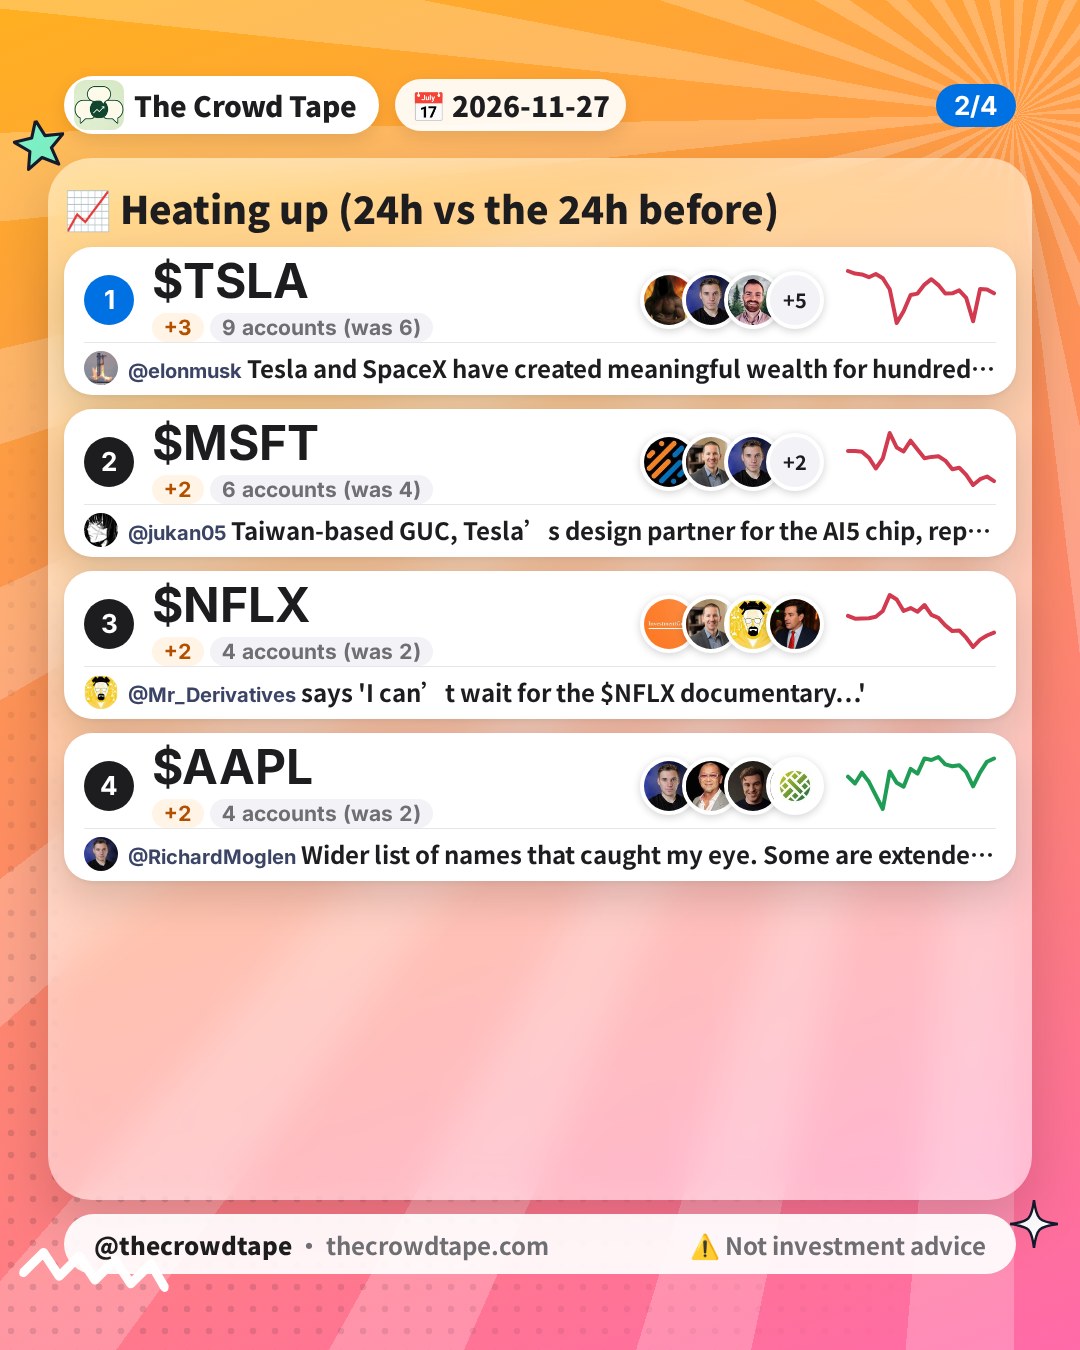 The Crowd Tape
July 17
2026-11-27
2/4
Heating up (24h vs the 24h before)
1
$TSLA
+3
9 accounts (was 6)
+5
@elonmusk Tesla and SpaceX have created meaningful wealth for hundred…
2
$MSFT
+2
6 accounts (was 4)
+2
@jukan05 Taiwan-based GUC, Tesla’s design partner for the AI5 chip, rep…
3
$NFLX
+2
4 accounts (was 2)
@Mr_Derivatives says 'I can’t wait for the $NFLX documentary...'
4
$AAPL
+2
4 accounts (was 2)
@RichardMoglen Wider list of names that caught my eye. Some are extende…
@thecrowdtape • thecrowdtape.com
⚠️ Not investment advice